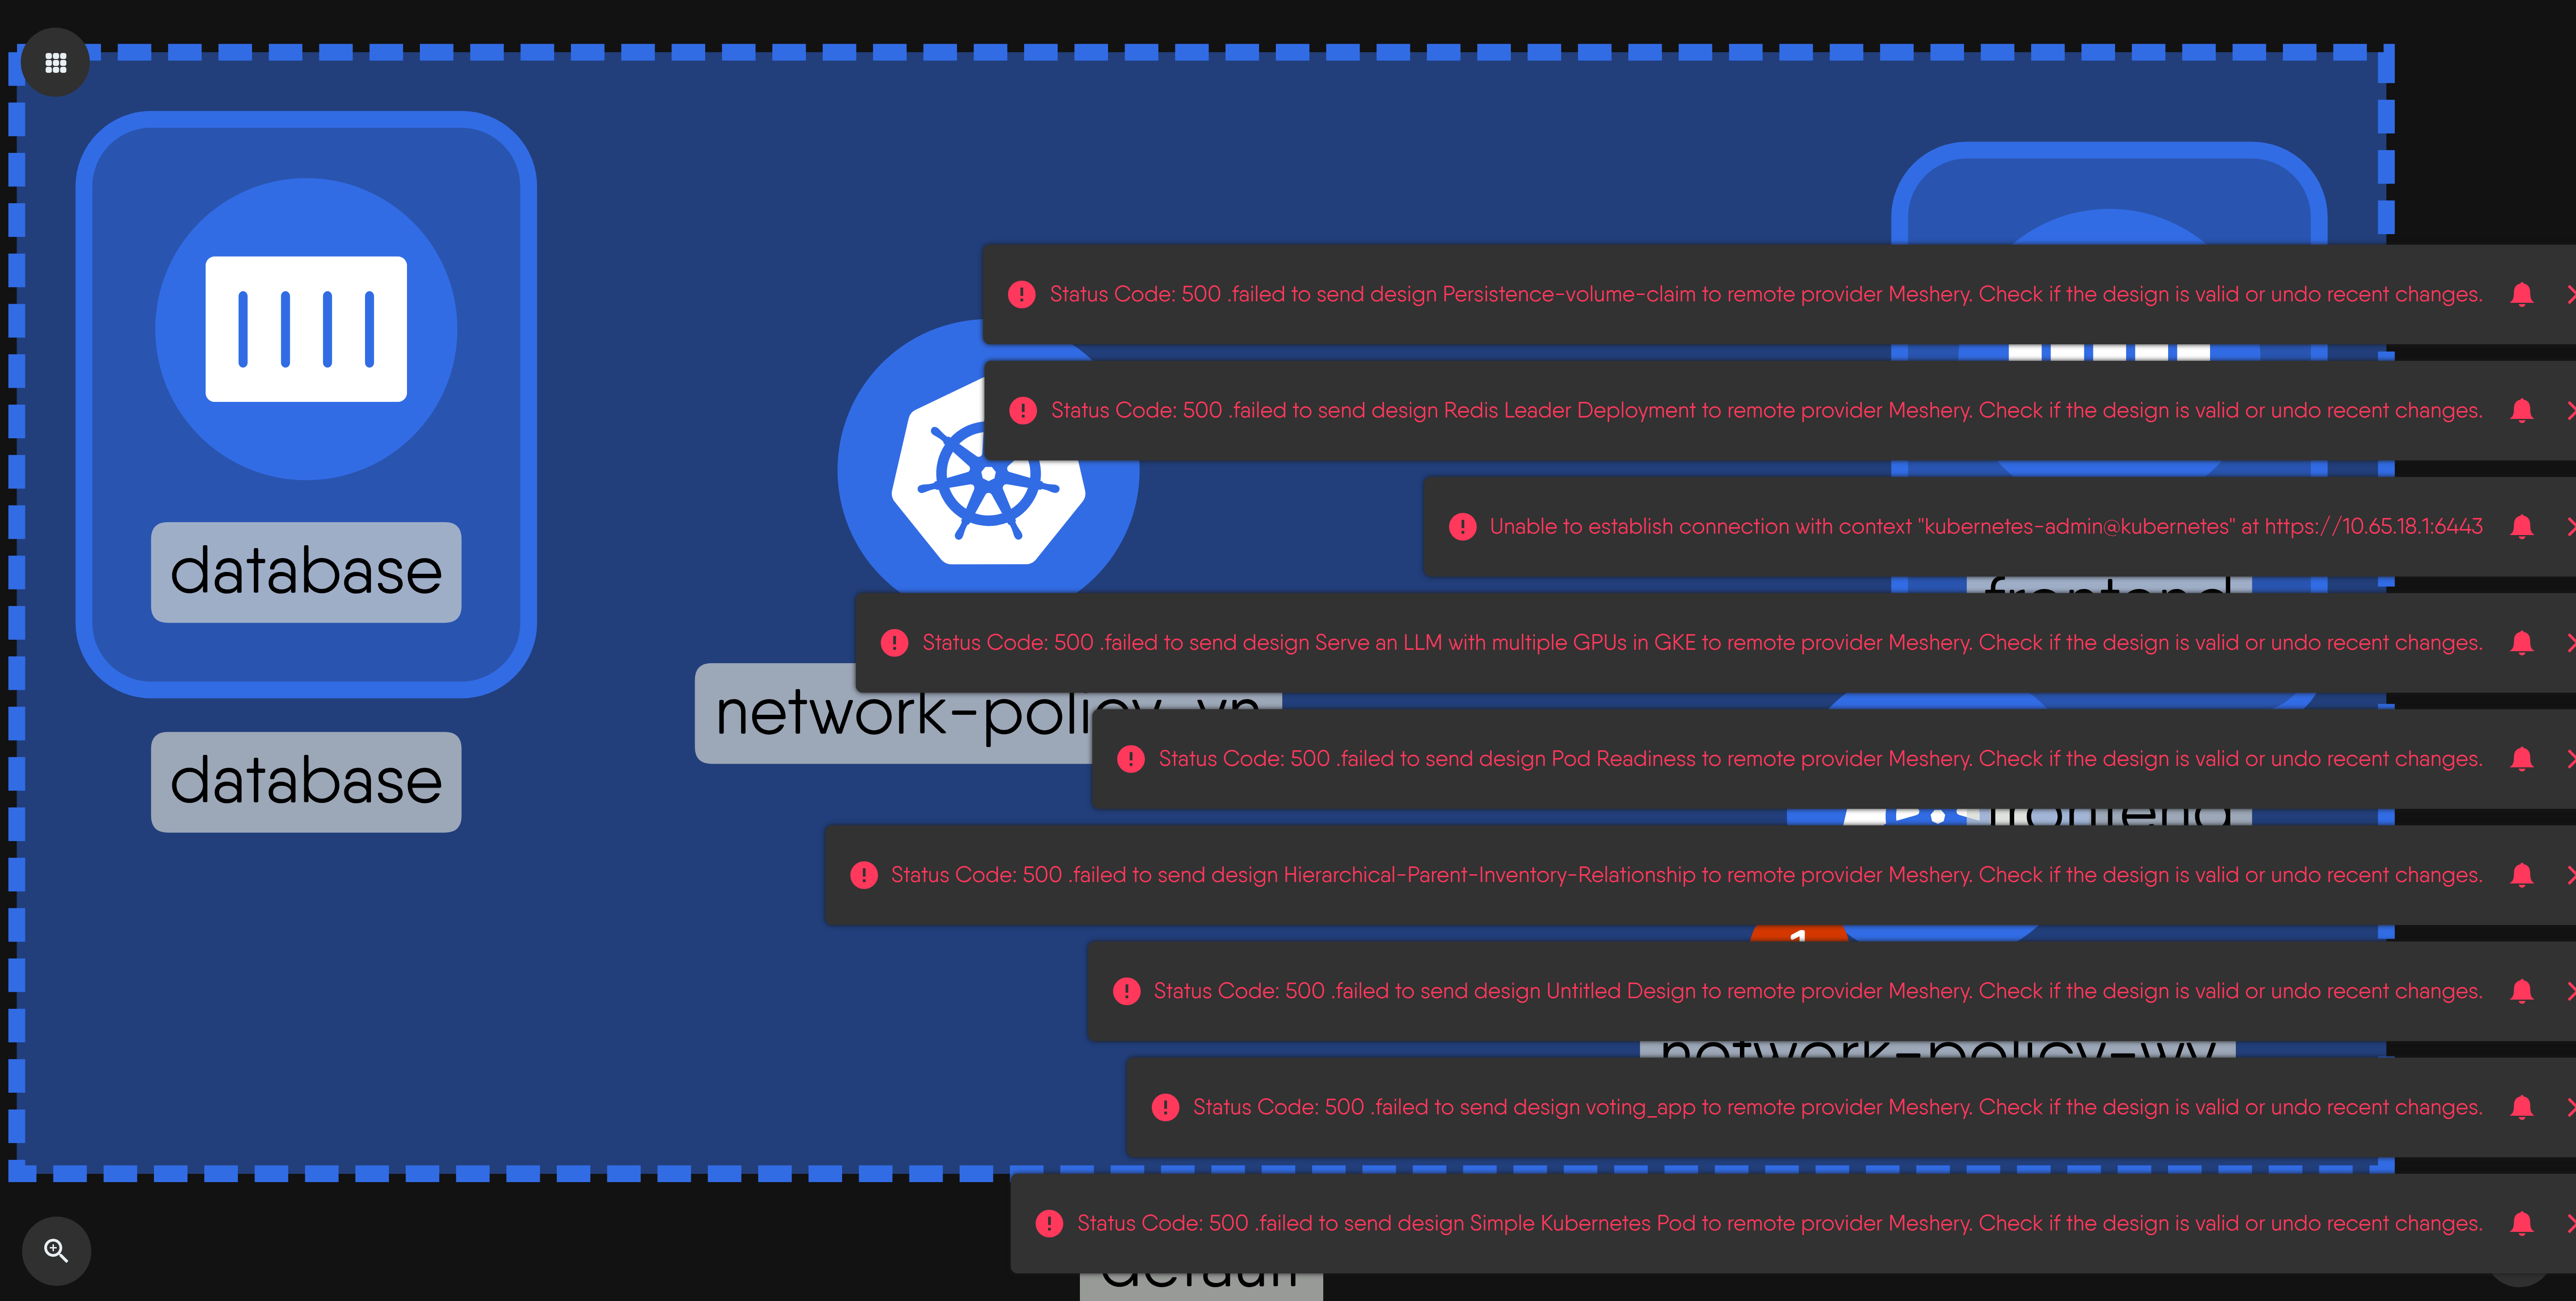 database
database
Status Code: 500 .failed to send design Persistence-volume-claim to remote provider Meshery. Check if the design is valid or undo recent changes.
Status Code: 500 .failed to send design Redis Leader Deployment to remote provider Meshery. Check if the design is valid or undo recent changes.
Unable to establish connection with context "kubernetes-admin@kubernetes" at https://10.65.18.1:6443
frontend
Status Code: 500 .failed to send design Serve an LLM with multiple GPUs in GKE to remote provider Meshery. Check if the design is valid or undo recent changes.
network-policy-vn
Status Code: 500 .failed to send design Pod Readiness to remote provider Meshery. Check if the design is valid or undo recent changes.
frontend
Status Code: 500 .failed to send design Hierarchical-Parent-Inventory-Relationship to remote provider Meshery. Check if the design is valid or undo recent changes.
1
Status Code: 500 .failed to send design Untitled Design to remote provider Meshery. Check if the design is valid or undo recent changes.
network-policy-wv
Status Code: 500 .failed to send design voting_app to remote provider Meshery. Check if the design is valid or undo recent changes.
Status Code: 500 .failed to send design Simple Kubernetes Pod to remote provider Meshery. Check if the design is valid or undo recent changes.
default